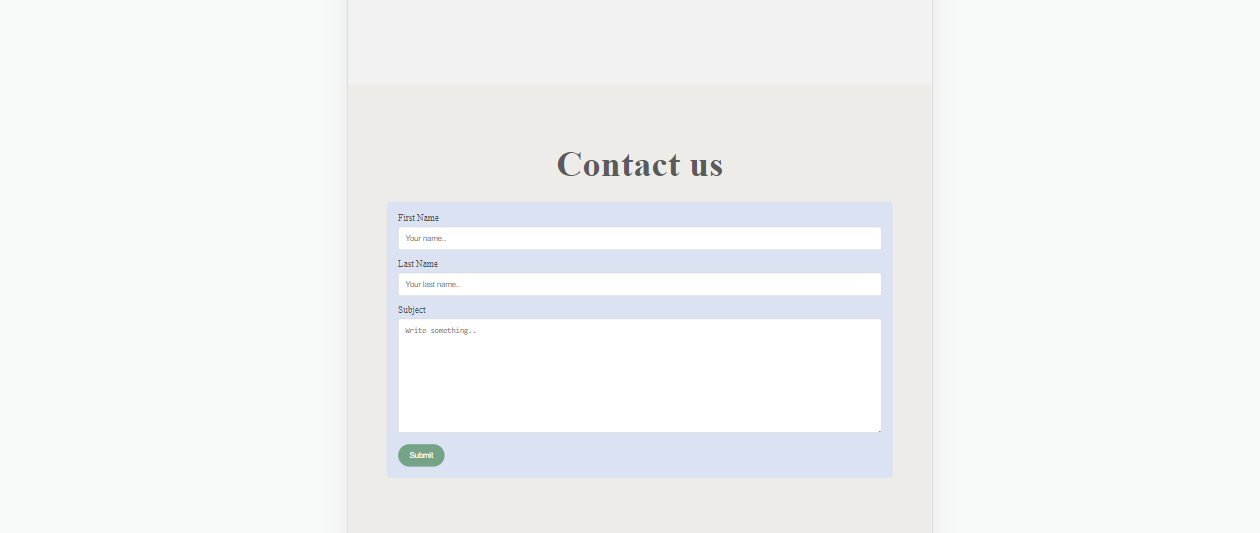 Contact us
First Name
Your name..
Last Name
Your last name..
Subject
Write something..
Submit